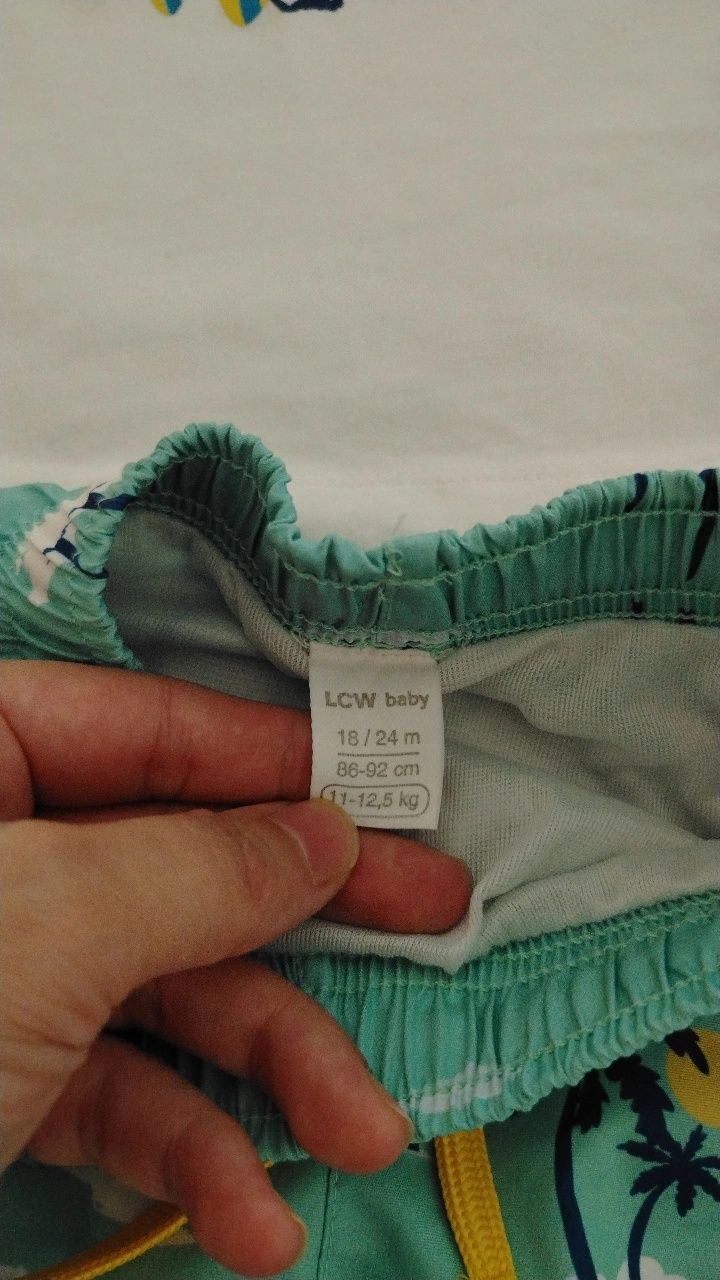 LCW baby
18 / 24 m
86-92 cm
11-12,5 kg